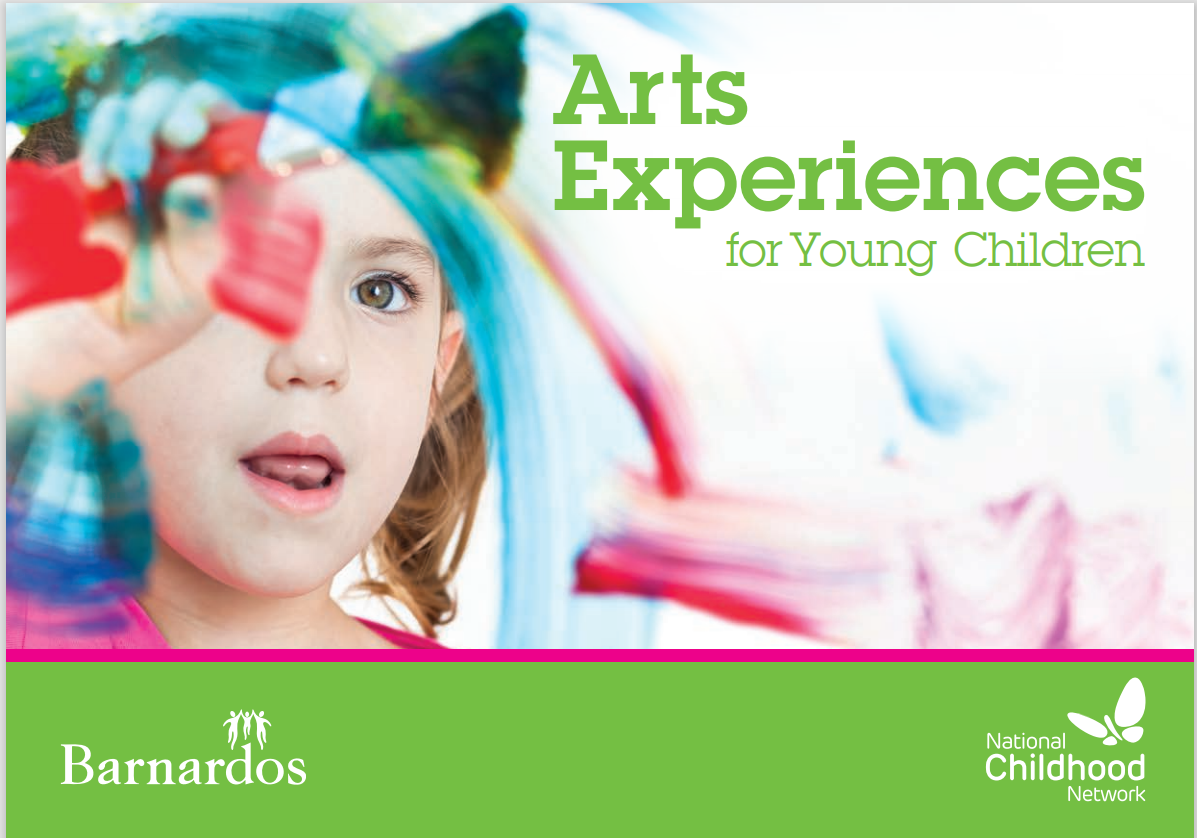 Arts
Experiences
for Young Children
Barnardos
National
Childhood
Network